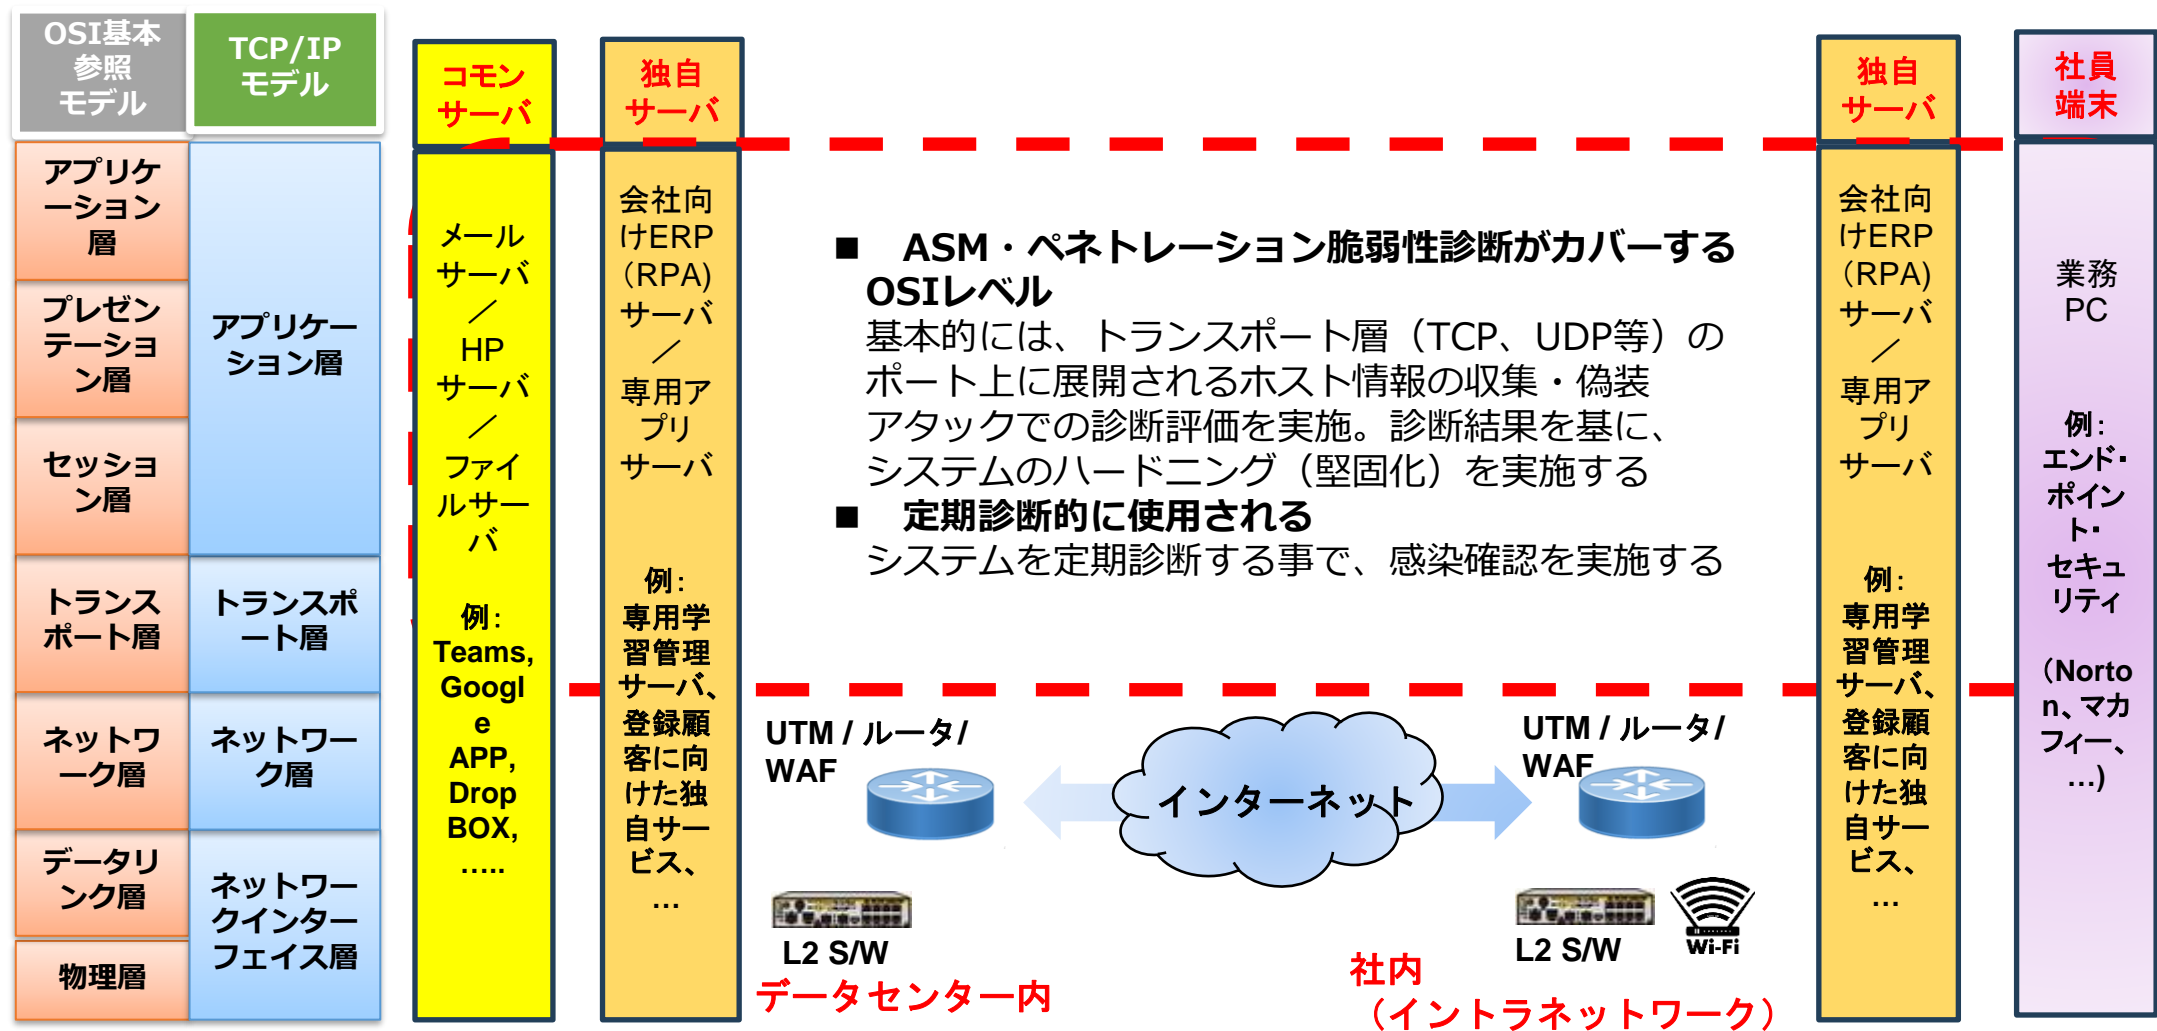 OSI基本
参照
モデル
TCP/IP
モデル
アプリケ
ーション
層
プレゼン
テーショ
ン層
セッショ
ン層
トランス
ポート層
ネットワ
ーク層
データリ
ンク層
物理層
アプリケー
ション層
トランスポ
ート層
ネットワー
ク層
ネットワー
クインター
フェイス層
コモン
サーバ
メール
サーバ
／
HP
サーバ
／
ファイ
ルサー
バ
例：
Teams,
Googl
e
APP,
Drop
BOX,
…..
独自
サーバ
会社向
けERP
（RPA)
サーバ
／
専用ア
プリ
サーバ
例：
専用学
習管理
サーバ、
登録顧
客に向
けた独
自サー
ビス、
…
■　ASM・ペネトレーション脆弱性診断がカバーする
OSIレベル
基本的には、トランスポート層（TCP、UDP等）の
ポート上に展開されるホスト情報の収集・偽装
アタックでの診断評価を実施。診断結果を基に、
システムのハードニング（堅固化）を実施する
■　定期診断的に使用される
システムを定期診断する事で、感染確認を実施する
UTM / ルータ/
WAF
インターネット
UTM / ルータ/
WAF
L2 S/W
データセンター内
L2 S/W
Wi-Fi
社内
（イントラネットワーク）
独自
サーバ
会社向
けERP
（RPA)
サーバ
／
専用ア
プリ
サーバ
例：
専用学
習管理
サーバ、
登録顧
客に向
けた独
自サー
ビス、
…
社員
端末
業務
PC
例：
エンド・
ポイン
ト・
セキュ
リティ
（Norto
n、マカ
フィー、
…)